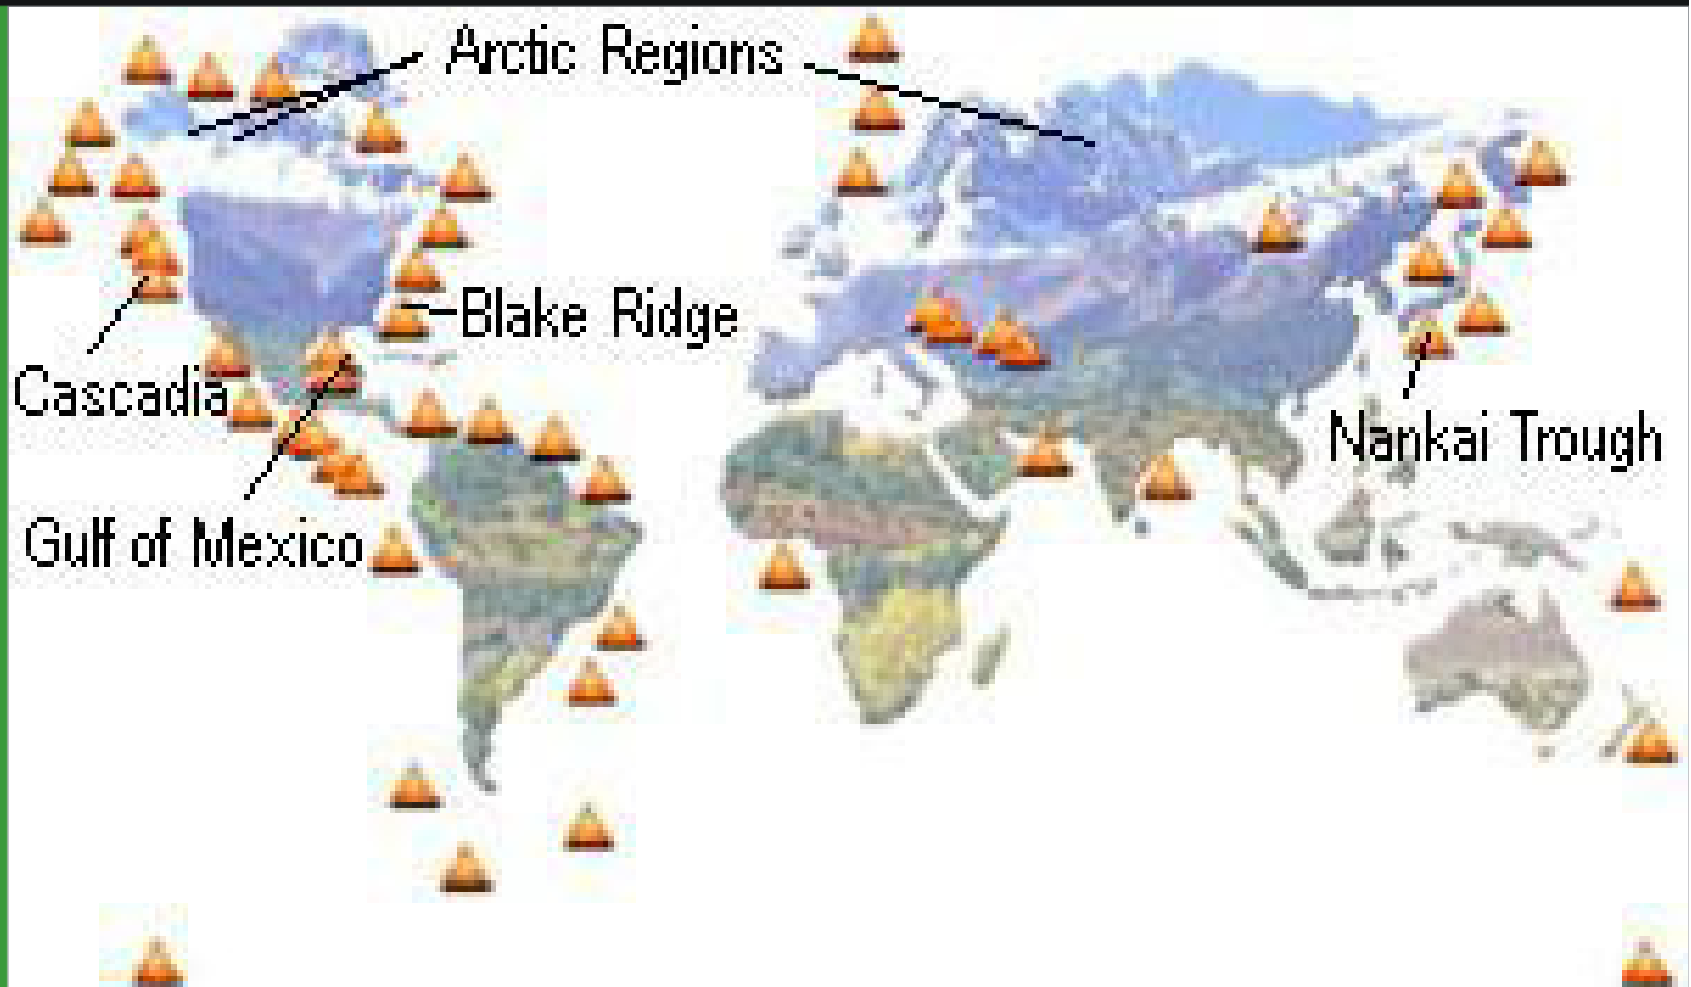 Arctic Regions
Blake Ridge
Cascadia
Nankai Trough
Gulf of Mexico